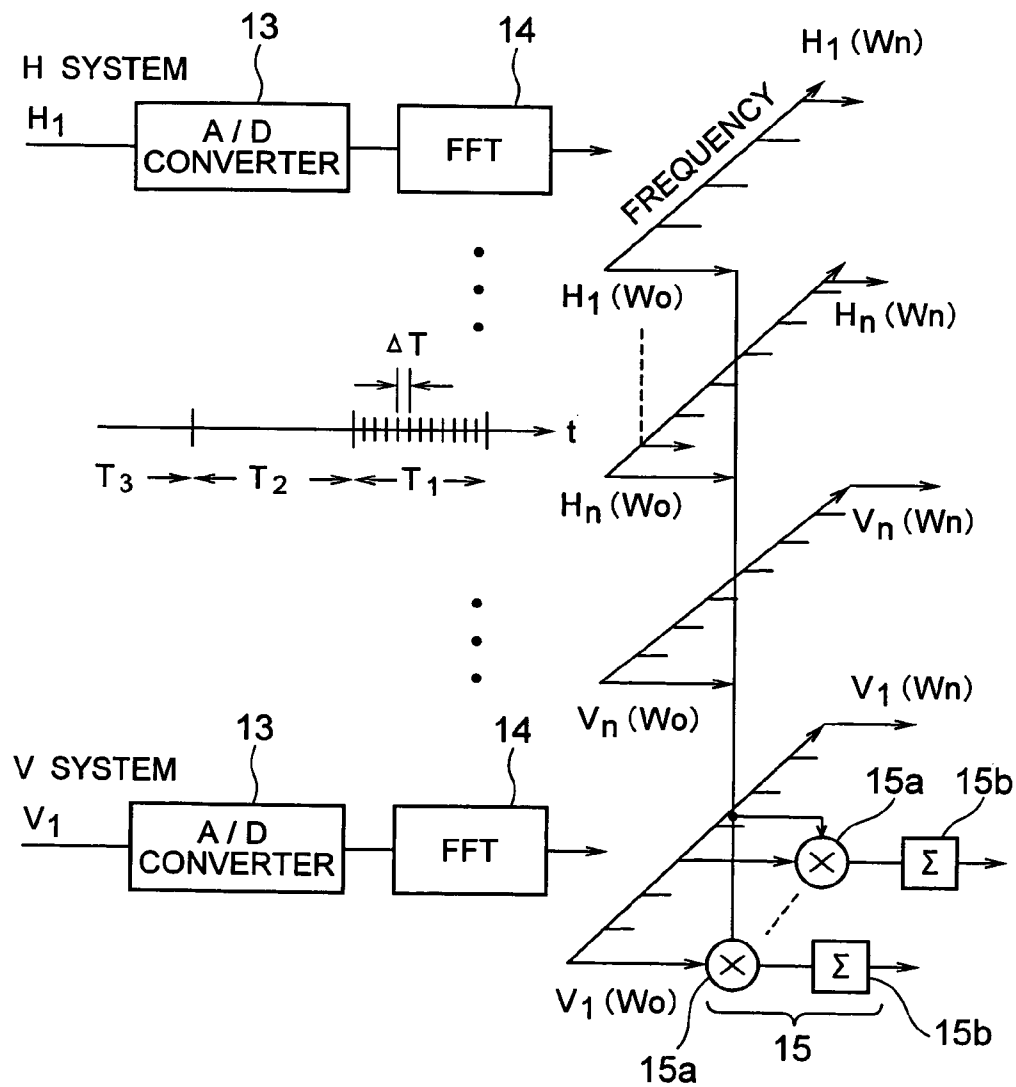 13
14
H SYSTEM
H1
A / D
CONVERTER
FFT
FREQUENCY
H1 (Wn)
H1 (Wo)
Hn (Wn)
Δ T
t
T3
T2
T1
Hn (Wo)
Vn (Wn)
Vn (Wo)
V1 (Wn)
13
14
V SYSTEM
V1
A / D
CONVERTER
FFT
15a
15b
Σ
Σ
V1 (Wo)
15a
15
15b